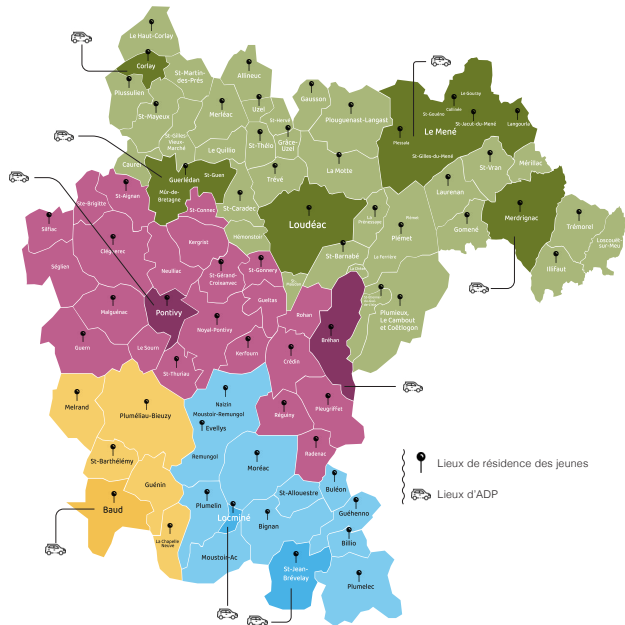 Le Haut-Corlay
Corlay
St-Martin-
des-Prés
Allineuc
Plussulien
St-Mayeux
Merléac
Uzel
St-Hervé
Gausson
Plouguenast-Langast
Le Gouray
Collinée
St-Gouéno
St-Jacut-du-Mené
Langourla
Plessala
Le Mené
St-Gilles-du-Mené
St-Gilles
Vieux-
Marché
Le Quillio
St-Thélo
Grâce-
Uzel
La Motte
St-Vran
Mérillac
Caurel
Guerlédan
St-Guen
Mûr-de-
Bretagne
Trévé
Laurenan
St-Aignan
Ste-Brigitte
St-Connec
St-Caradec
Loudéac
La
Prénessaye
Plémet
Plémet
Gomené
Merdrignac
Trémorel
Loscouët-
sur-Meu
Silfiac
Cléguérec
Kergrist
Hémonstoir
St-Barnabé
La Ferrière
Illifaut
Séglien
Neulliac
St-Gérand-
Croixanvec
St-Gonnery
Gueltas
Rohan
Plumieux,
Le Cambout
et Coëtlogon
Malguénac
Pontivy
Noyal-Pontivy
Bréhan
Guern
Le Sourn
Kerfourn
St-Thuriau
Crédin
Melrand
Pluméliau-Bieuzy
Naizin
Moustoir-Remungol
Evellys
Réguiny
Pleugriffet
St-Barthélémy
Remungol
Moréac
Radenac
Lieux de résidence des jeunes
Guénin
Baud
Plumelin
Locminé
St-Allouestre
Buléon
Guéhenno
Lieux d'ADP
Bignan
La Chapelle
Neuve
Moustoir-Ac
Billio
St-Jean-
Brévelay
Plumelec